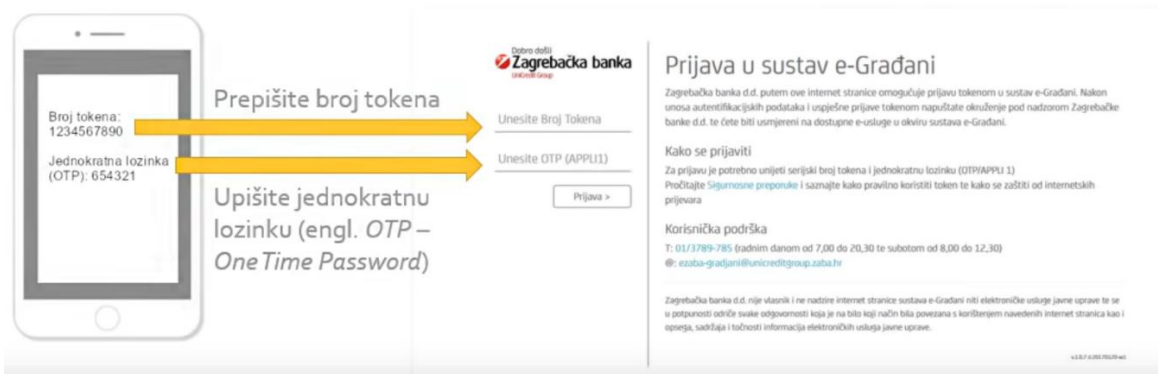 Broj tokena:
1234567890
Jednokratna lozinka
(OTP): 654321
Prepišite broj tokena
Upišite jednokratnu
lozinku (engl. OTP –
One Time Password)
Dobro došli
Zagrebačka banka
UniCredit Group
Unesite Broj Tokena
Unesite OTP (APPLI1)
Prijava >
Prijava u sustav e-Građani
Zagrebačka banka d.d. putem ove internet stranice omogućuje prijavu tokenom u sustav e-Građani. Nakon
unosa autentifikacijskih podataka i uspješne prijave tokenom napuštate okruženje pod nadzorom Zagrebačke
banke d.d. te ćete biti usmjereni na dostupne e-usluge u okviru sustava e-Građani.
Kako se prijaviti
Za prijavu je potrebno unijeti serijski broj tokena i jednokratnu lozinku (OTP/APPLI 1)
Pročitajte Sigurnosne preporuke i saznajte kako pravilno koristiti token te kako se zaštiti od internetskih
prijevara
Korisnička podrška
T: 01/3789-785 (radnim danom od 7,00 do 20,30 te subotom od 8,00 do 12,30)
@: ezaba-gradjani@unicreditgroup.zaba.hr
Zagrebačka banka d.d. nije vlasnik i ne nadzire internet stranice sustava e-Građani niti elektroničke usluge javne uprave te se
u potpunosti odriče svake odgovornosti koja je na bilo koji način bila povezana s korištenjem navedenih internet stranica kao i
opsega, sadržaja i točnosti informacija elektroničkih usluga javne uprave.